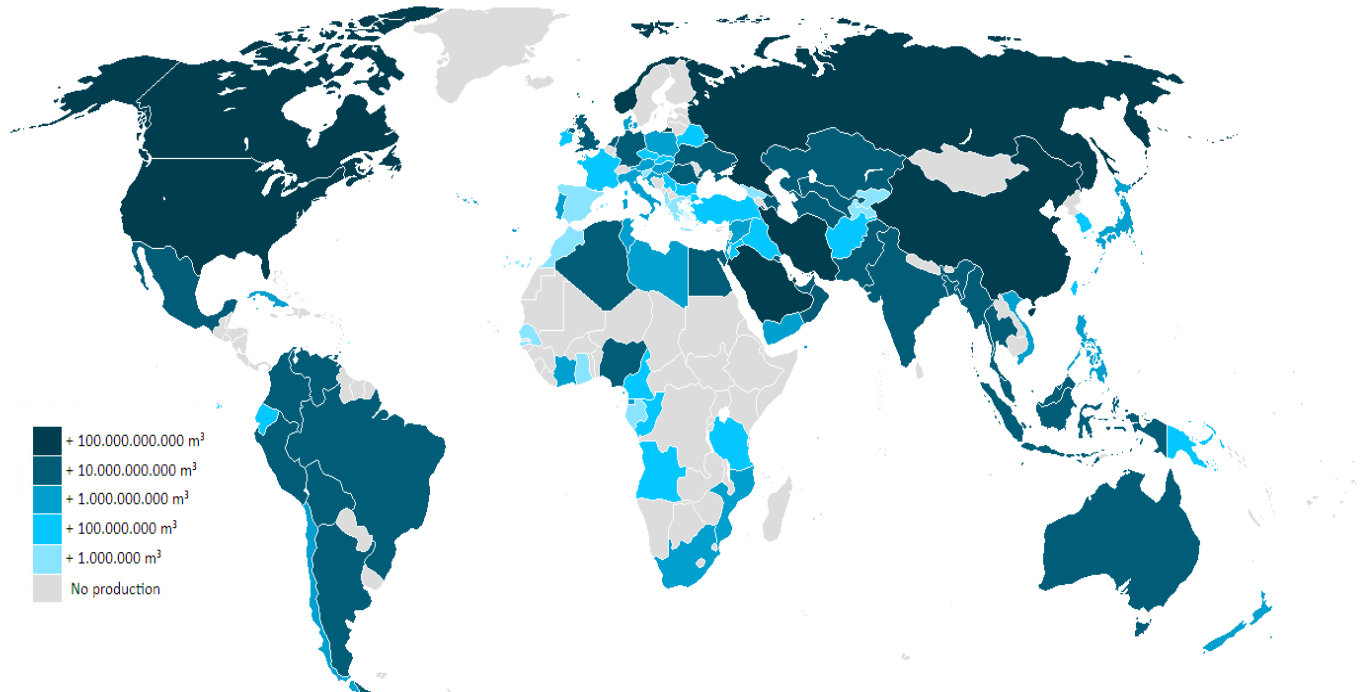 + 100.000.000.000 m³
+ 10.000.000.000 m³
+ 1.000.000.000 m³
+ 100.000.000 m³
+ 1.000.000 m³
No production